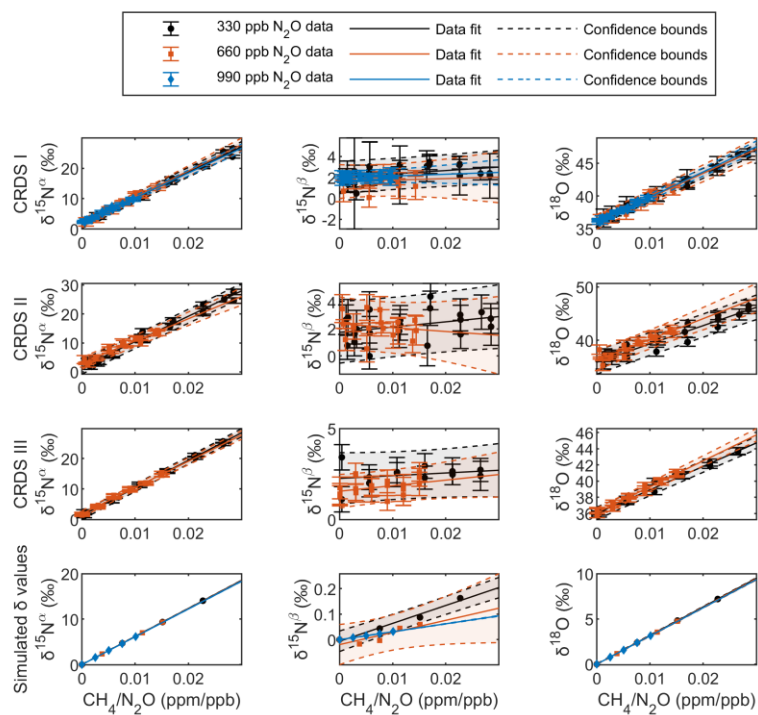 330 ppb N2O data Data fit Confidence bounds
660 ppb N2O data Data fit Confidence bounds
990 ppb N2O data Data fit Confidence bounds
CRDS I
δ15Nα (‰)
20
10
0
0 0.01 0.02
δ15Nβ (‰)
4
2
0
-2
0 0.01 0.02
δ18O (‰)
45
40
35
0 0.01 0.02
CRDS II
δ15Nα (‰)
30
20
10
0
0 0.01 0.02
δ15Nβ (‰)
4
2
0
0 0.01 0.02
δ18O (‰)
50
40
0 0.01 0.02
CRDS III
δ15Nα (‰)
20
10
0
0 0.01 0.02
δ15Nβ (‰)
5
2
0
0 0.01 0.02
δ18O (‰)
46
44
42
40
38
36
0 0.01 0.02
Simulated δ values
δ15Nα (‰)
20
10
0
0 0.01 0.02
CH4/N2O (ppm/ppb)
δ15Nβ (‰)
0.2
0.1
0
0 0.01 0.02
CH4/N2O (ppm/ppb)
δ18O (‰)
10
5
0
0 0.01 0.02
CH4/N2O (ppm/ppb)